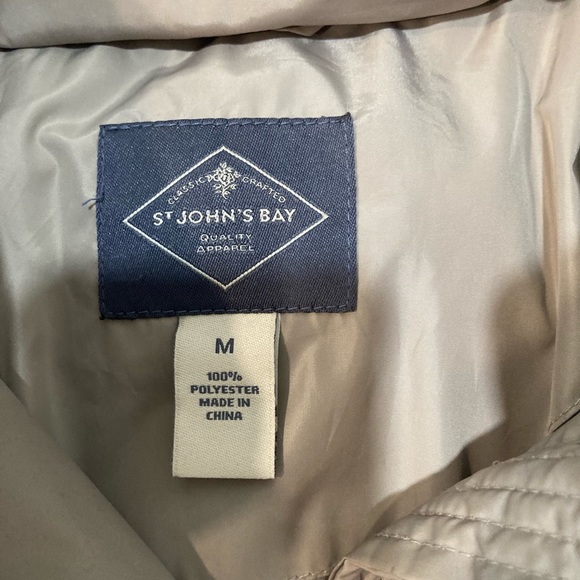 CLASSIC & CRAFTED
ST JOHN'S BAY
QUALITY
APPAREL
M
100%
POLYESTER
MADE IN
CHINA